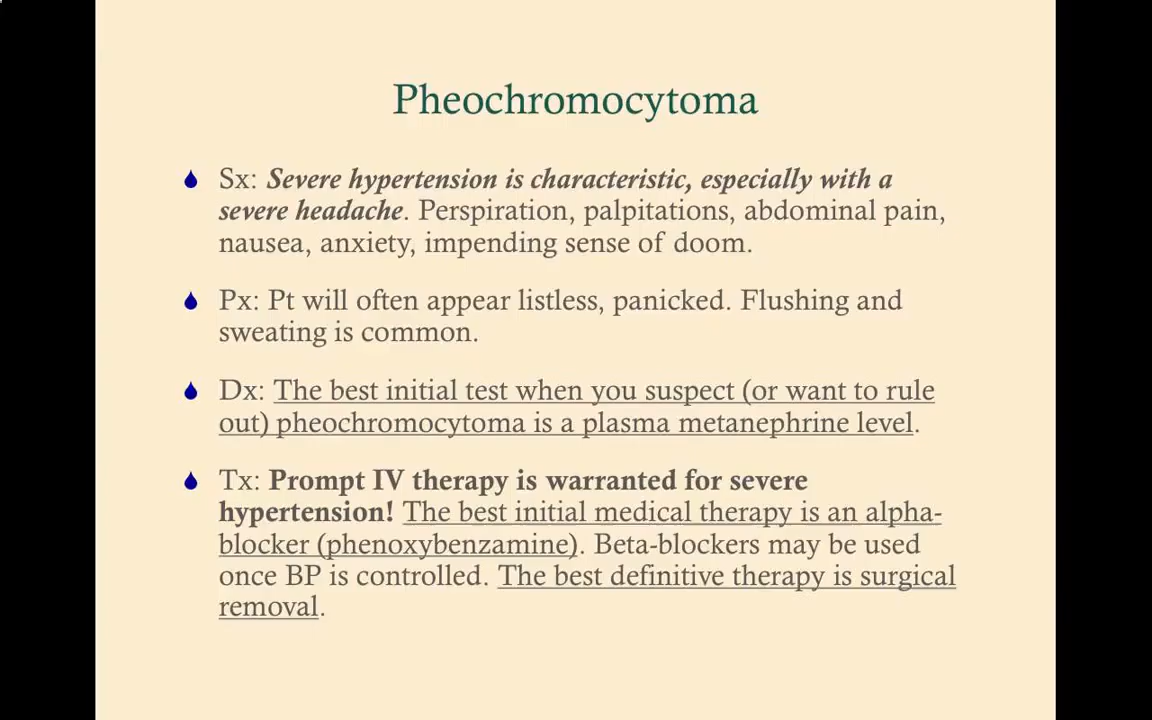 Pheochromocytoma
Sx: Severe hypertension is characteristic, especially with a
severe headache. Perspiration, palpitations, abdominal pain,
nausea, anxiety, impending sense of doom.
Px: Pt will often appear listless, panicked. Flushing and
sweating is common.
Dx: The best initial test when you suspect (or want to rule
out) pheochromocytoma is a plasma metanephrine level.
Tx: Prompt IV therapy is warranted for severe
hypertension! The best initial medical therapy is an alpha-
blocker (phenoxybenzamine). Beta-blockers may be used
once BP is controlled. The best definitive therapy is surgical
removal.